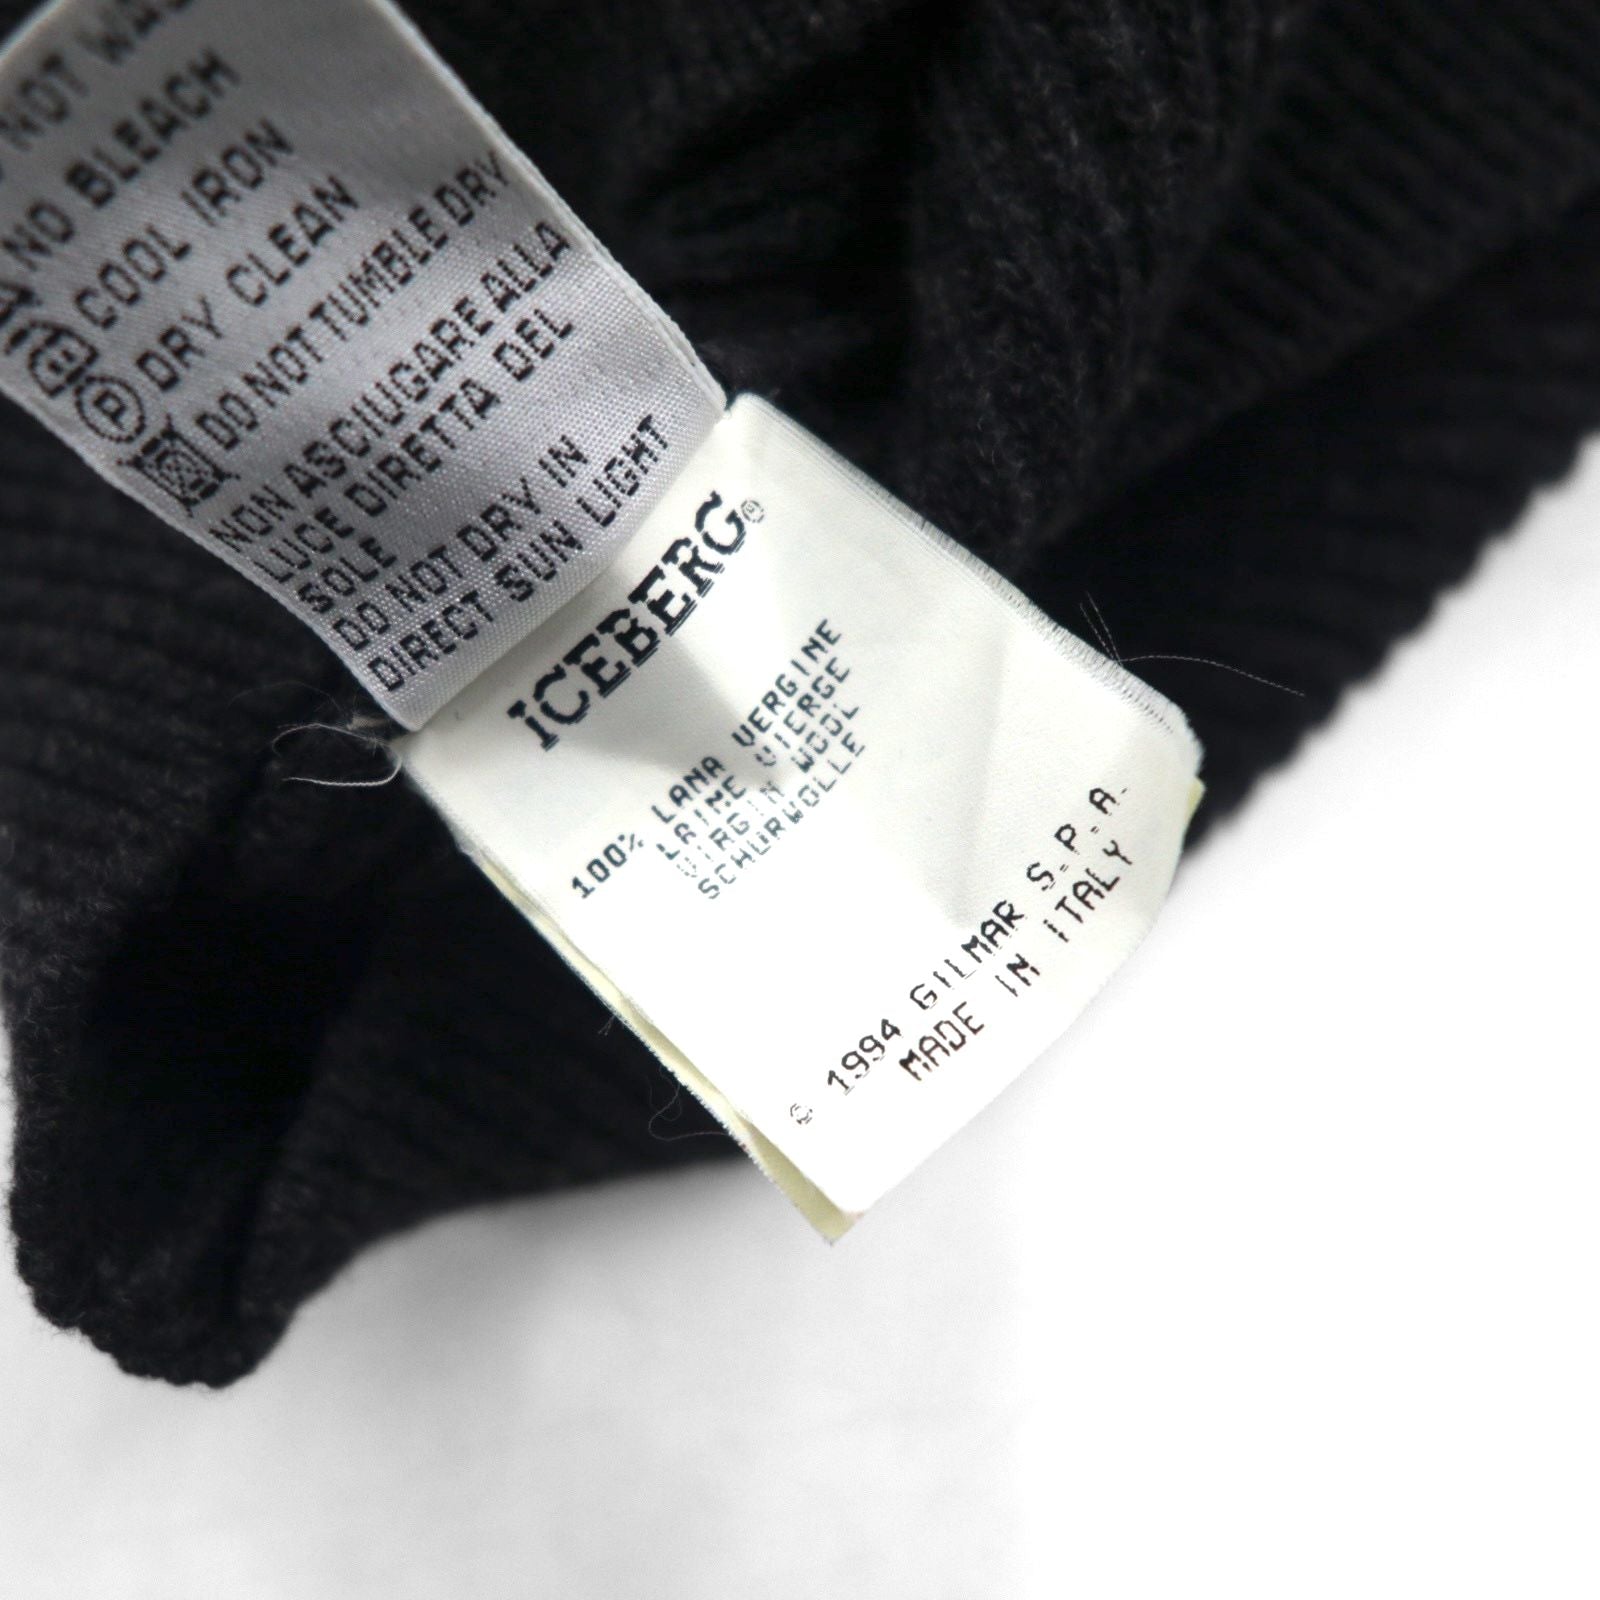 NOT WAS
NO BLEACH
COOL IRON
P DRY CLEAN
DO NOT TUMBLE DRY
NON ASCIUGARE ALLA
LUCE DIRETTA DEL
SOLE
DO NOT DRY IN
DIRECT SUN LIGHT
ICEBERG®
100% LANA VERGINE
LAINE VIERGE
VIRGIN WOOL
SCHURWOLLE
© 1994 GILMAR S.P.A.
MADE IN ITALY